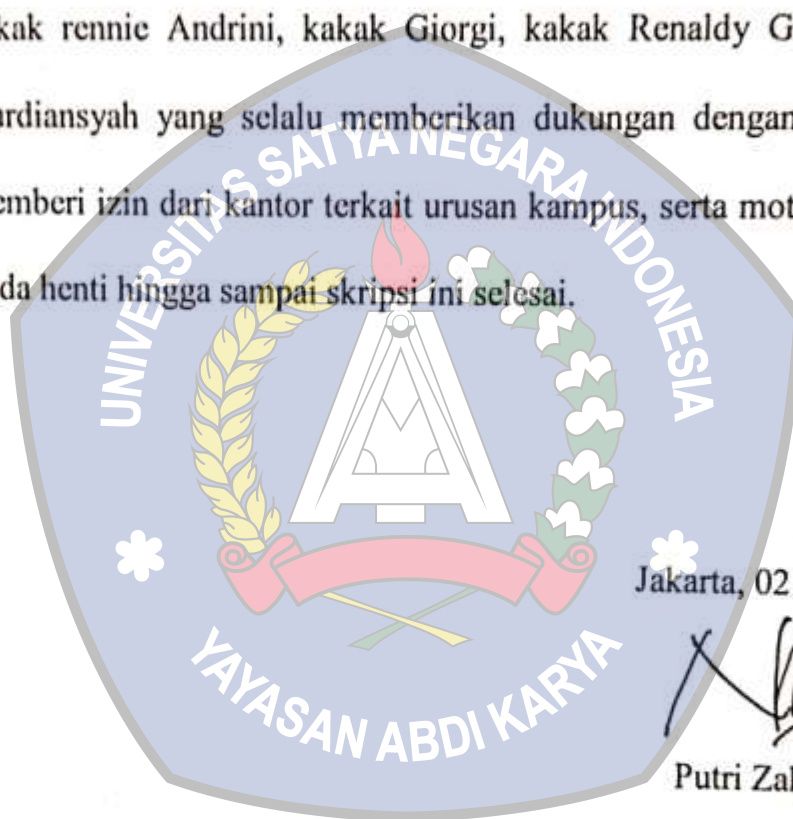 kak rennie Andrini, kakak Giorgi, kakak Renaldy G
ırdiansyah yang selalu memberikan dukungan dengan
emberi izin dari kantor terkait urusan kampus, serta mot
da henti hingga sampai skripsi ini selesai.
UNIVERSITAS SATYA NEGARA INDONESIA
YAYASAN ABDI KARYA
Jakarta, 02
Putri Zal